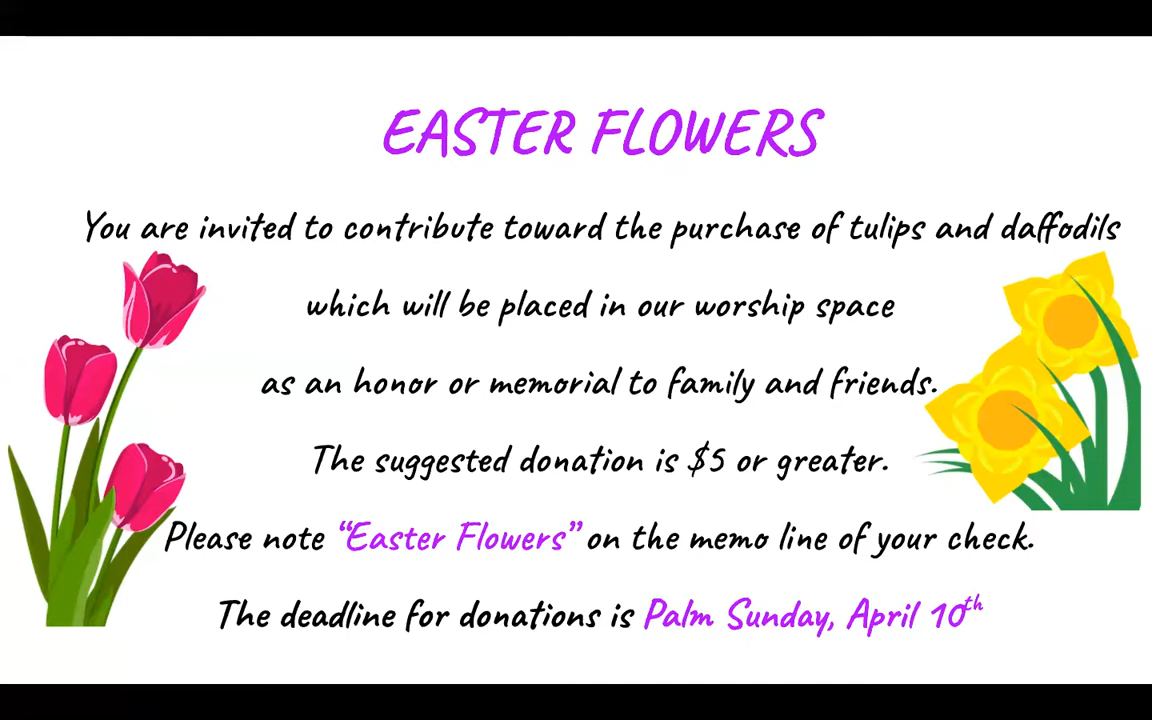 EASTER FLOWERS
You are invited to contribute toward the purchase of tulips and daffodils
which will be placed in our worship space
as an honor or memorial to family and friends.
The suggested donation is $5 or greater.
Please note “Easter Flowers” on the memo line of your check.
The deadline for donations is Palm Sunday, April 10th